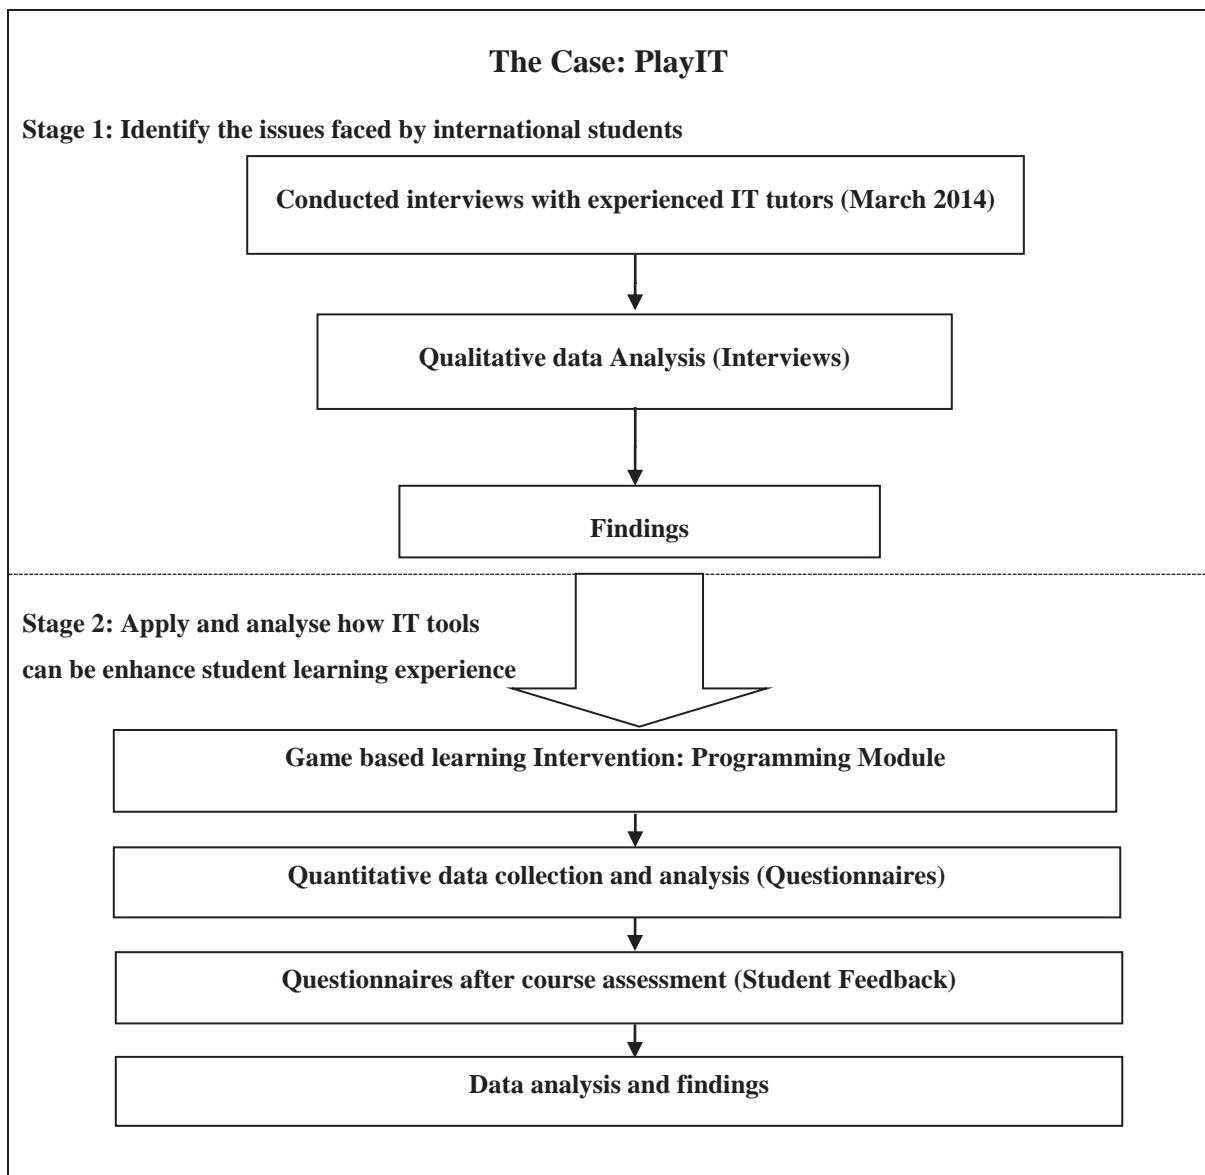 The Case: PlayIT
Stage 1: Identify the issues faced by international students
Conducted interviews with experienced IT tutors (March 2014)
Qualitative data Analysis (Interviews)
Findings
Stage 2: Apply and analyse how IT tools
can be enhance student learning experience
Game based learning Intervention: Programming Module
Quantitative data collection and analysis (Questionnaires)
Questionnaires after course assessment (Student Feedback)
Data analysis and findings